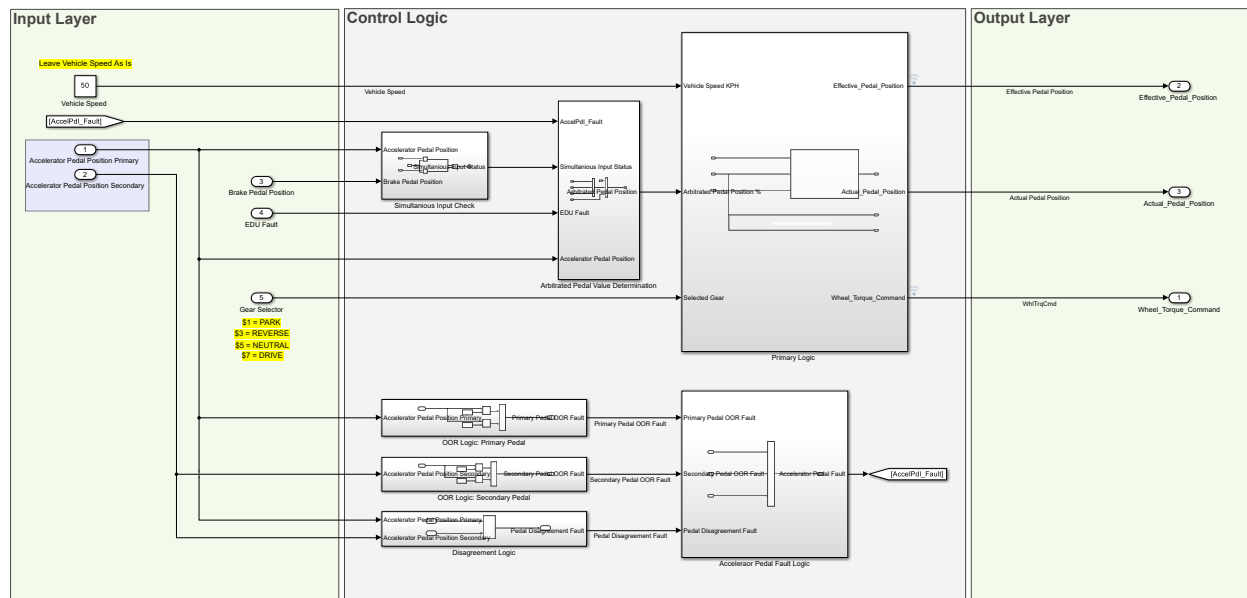 Input Layer
Control Logic
Output Layer
Leave Vehicle Speed As Is
50
Vehicle Speed
Vehicle Speed
Vehicle Speed KPH
Effective_Pedal_Position
Effective Pedal Position
2
Effective_Pedal_Position
[AccelPdl_Fault]
AccelPdl_Fault
1
Accelerator Pedal Position Primary
2
Accelerator Pedal Position Secondary
3
Brake Pedal Position
4
EDU Fault
Accelerator Pedal Position
Simultanious Input Status
Brake Pedal Position
Simultanious Input Check
Simultanious Input Status
Arbitrated Pedal Position
EDU Fault
Accelerator Pedal Position
Arbitrated Pedal Value Determination
Arbitrated Pedal Position %
Actual_Pedal_Position
Actual Pedal Position
3
Actual_Pedal_Position
5
Gear Selector
$1 = PARK
$3 = REVERSE
$5 = NEUTRAL
$7 = DRIVE
Selected Gear
Wheel_Torque_Command
WhlTrqCmd
1
Wheel_Torque_Command
Primary Logic
Accelerator Pedal Position Primary
Primary Pedal OOR Fault
OOR Logic: Primary Pedal
Primary Pedal OOR Fault
Primary Pedal OOR Fault
Accelerator Pedal Position Secondary
Secondary Pedal OOR Fault
OOR Logic: Secondary Pedal
Secondary Pedal OOR Fault
Secondary Pedal OOR Fault
Accelerator Pedal Fault
[AccelPdl_Fault]
Accelerator Pedal Position Primary
Pedal Disagreement Fault
Accelerator Pedal Position Secondary
Disagreement Logic
Pedal Disagreement Fault
Pedal Disagreement Fault
Acceleraor Pedal Fault Logic